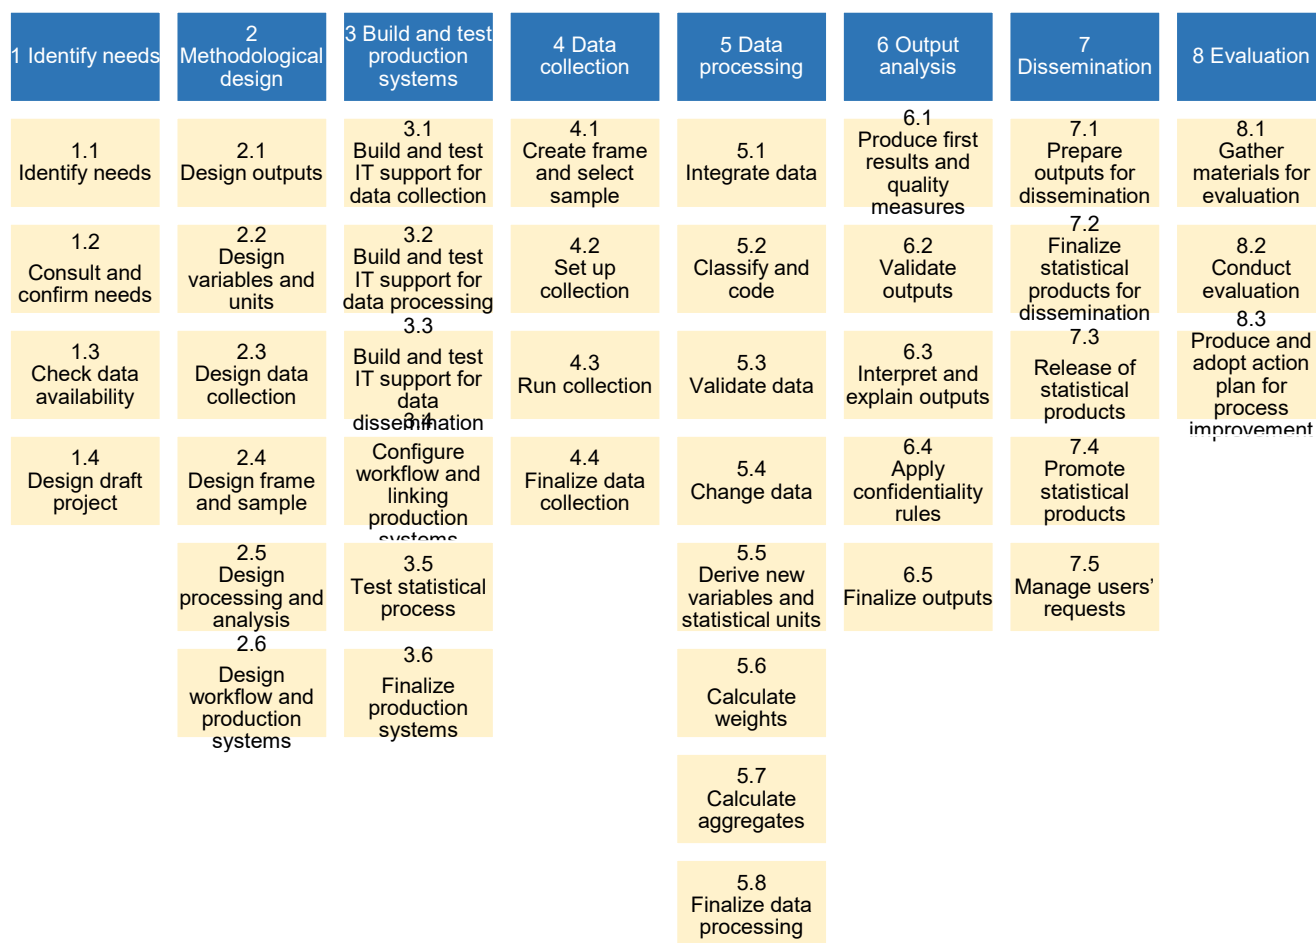 1 Identify needs
2
Methodological
design
3 Build and test
production
systems
4 Data
collection
5 Data
processing
6 Output
analysis
7
Dissemination
8 Evaluation
1.1
Identify needs
2.1
Design outputs
3.1
Build and test
IT support for
data collection
4.1
Create frame
and select
sample
5.1
Integrate data
6.1
Produce first
results and
quality
measures
7.1
Prepare
outputs for
dissemination
8.1
Gather
materials for
evaluation
1.2
Consult and
confirm needs
2.2
Design
variables and
units
3.2
Build and test
IT support for
data processing
4.2
Set up
collection
5.2
Classify and
code
6.2
Validate
outputs
7.2
Finalize
statistical
products for
dissemination
8.2
Conduct
evaluation
1.3
Check data
availability
2.3
Design data
collection
3.3
Build and test
IT support for
data
dissemination
4.3
Run collection
5.3
Validate data
6.3
Interpret and
explain outputs
7.3
Release of
statistical
products
8.3
Produce and
adopt action
plan for
process
improvement
1.4
Design draft
project
2.4
Design frame
and sample
3.4
Configure
workflow and
linking
production
systems
4.4
Finalize data
collection
5.4
Change data
6.4
Apply
confidentiality
rules
7.4
Promote
statistical
products
2.5
Design
processing and
analysis
3.5
Test statistical
process
5.5
Derive new
variables and
statistical units
6.5
Finalize outputs
7.5
Manage users’
requests
2.6
Design
workflow and
production
systems
3.6
Finalize
production
systems
5.6
Calculate
weights
5.7
Calculate
aggregates
5.8
Finalize data
processing